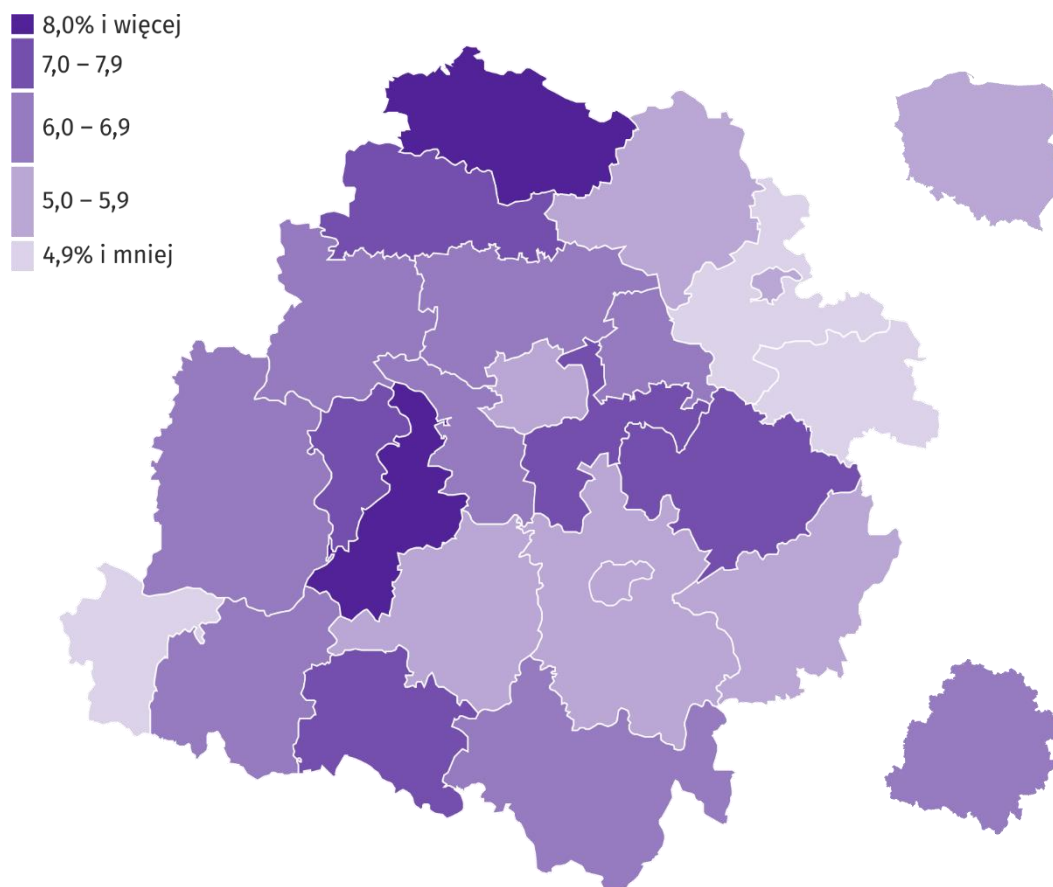 8,0% i więcej
7,0 – 7,9
6,0 – 6,9
5,0 – 5,9
4,9% i mniej